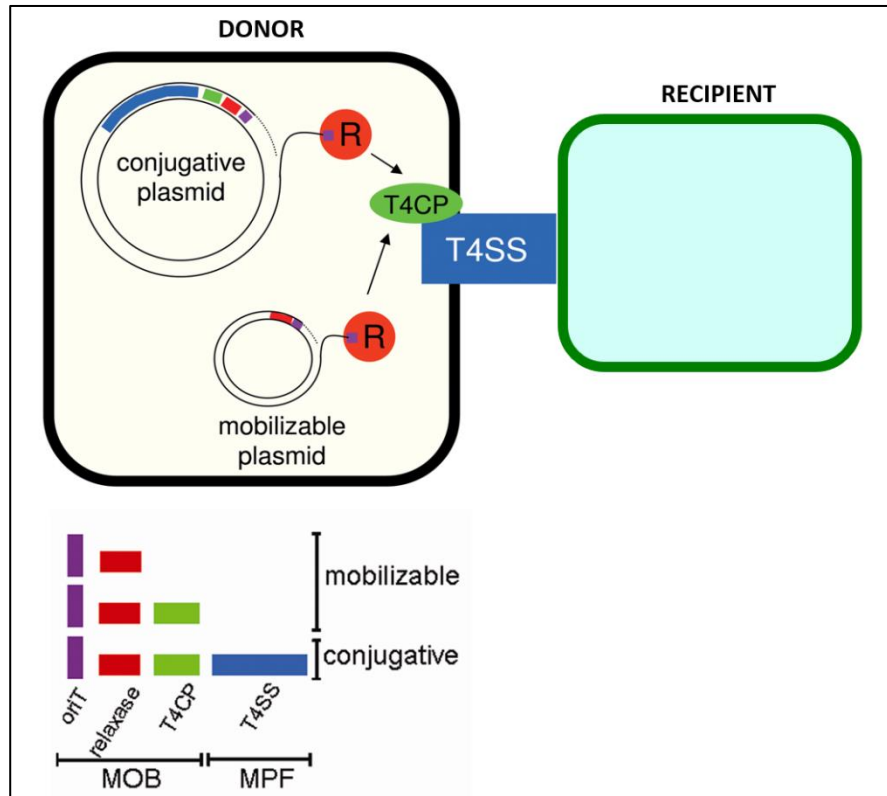 DONOR
RECIPIENT
conjugative
plasmid
R
T4CP
T4SS
R
mobilizable
plasmid
mobilizable
conjugative
oriT
relaxase
T4CP
T4SS
MOB
MPF